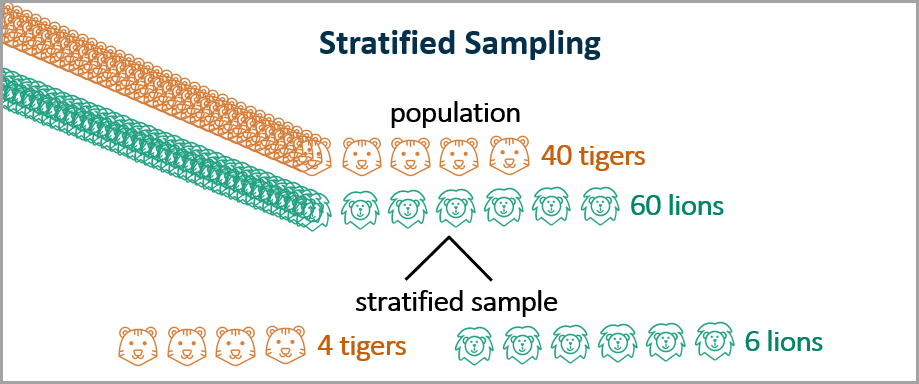 Stratified Sampling
population
40 tigers
60 lions
stratified sample
4 tigers
6 lions